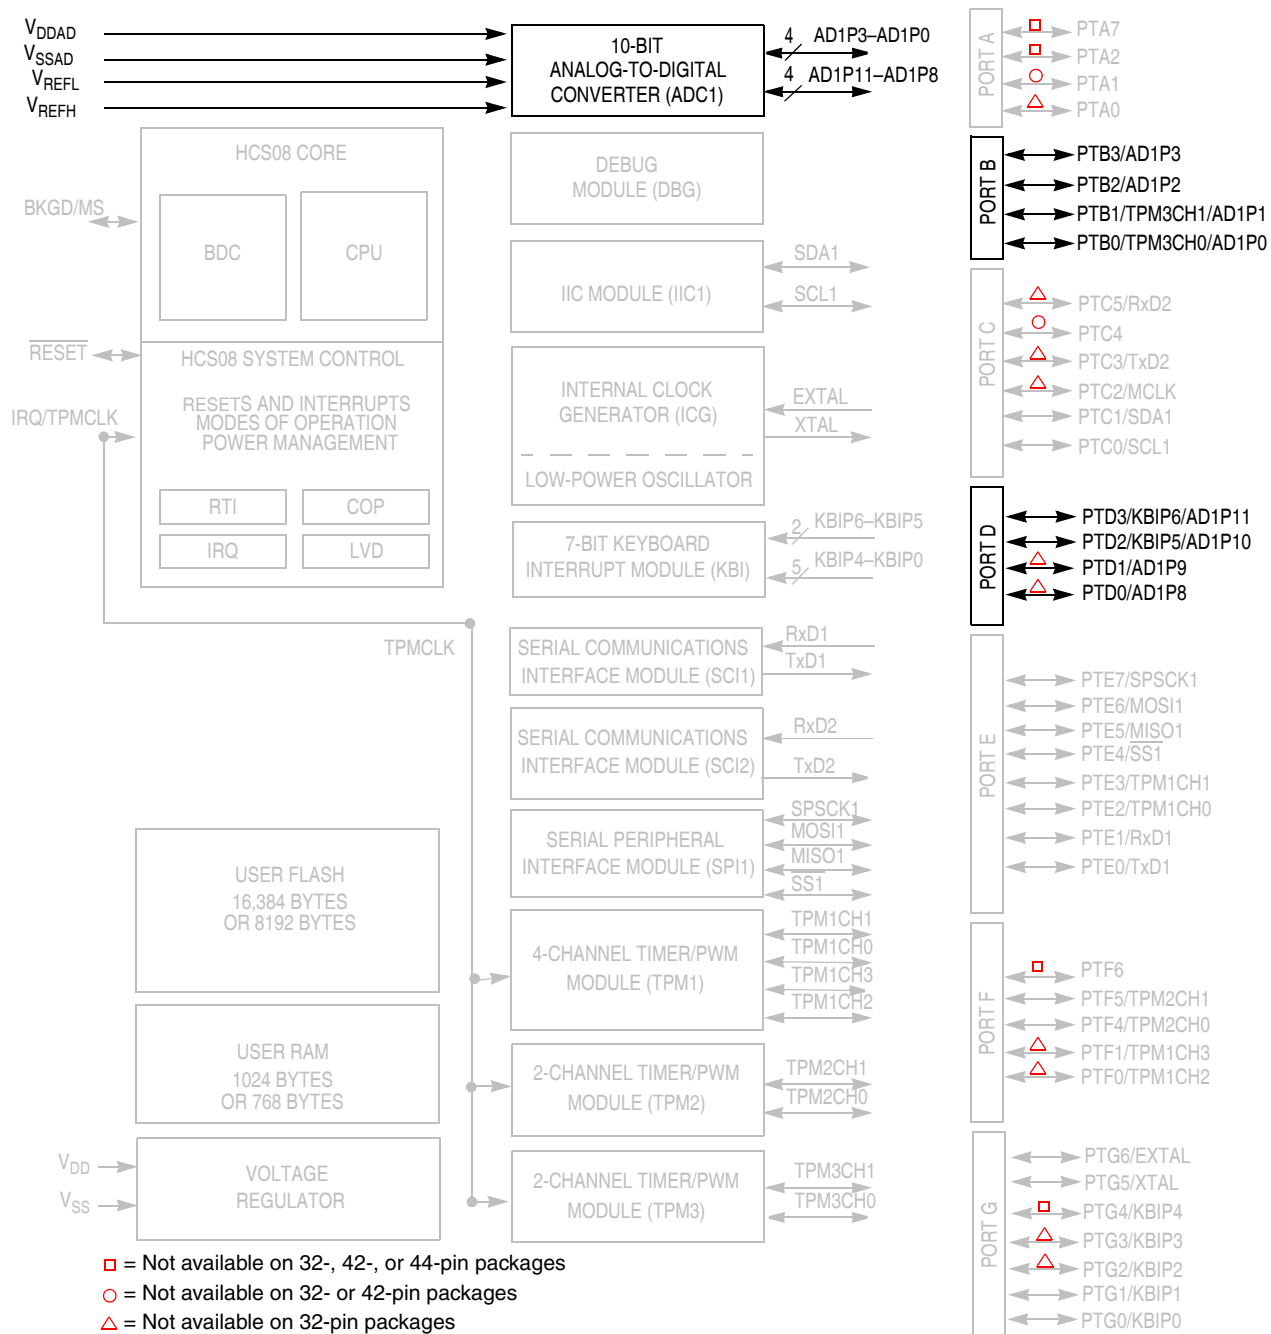 VDDAD
VSSAD
VREFL
VREFH
10-BIT
ANALOG-TO-DIGITAL
CONVERTER (ADC1)
4 AD1P3–AD1P0
4 AD1P11–AD1P8
HCS08 CORE
BDC
CPU
BKGD/MS
RESET
HCS08 SYSTEM CONTROL
RESETS AND INTERRUPTS
MODES OF OPERATION
POWER MANAGEMENT
IRQ/TPMCLK
RTI
COP
IRQ
LVD
TPMCLK
USER FLASH
16,384 BYTES
OR 8192 BYTES
USER RAM
1024 BYTES
OR 768 BYTES
VDD
VSS
VOLTAGE
REGULATOR
DEBUG
MODULE (DBG)
IIC MODULE (IIC1)
SDA1
SCL1
INTERNAL CLOCK
GENERATOR (ICG)
LOW-POWER OSCILLATOR
EXTAL
XTAL
7-BIT KEYBOARD
INTERRUPT MODULE (KBI)
2 KBIP6–KBIP5
5 KBIP4–KBIP0
SERIAL COMMUNICATIONS
INTERFACE MODULE (SCI1)
RxD1
TxD1
SERIAL COMMUNICATIONS
INTERFACE MODULE (SCI2)
RxD2
TxD2
SERIAL PERIPHERAL
INTERFACE MODULE (SPI1)
SPSCK1
MOSI1
MISO1
SS1
4-CHANNEL TIMER/PWM
MODULE (TPM1)
TPM1CH1
TPM1CH0
TPM1CH3
TPM1CH2
2-CHANNEL TIMER/PWM
MODULE (TPM2)
TPM2CH1
TPM2CH0
2-CHANNEL TIMER/PWM
MODULE (TPM3)
TPM3CH1
TPM3CH0
PORT A
PTA7
PTA2
PTA1
PTA0
PORT B
PTB3/AD1P3
PTB2/AD1P2
PTB1/TPM3CH1/AD1P1
PTB0/TPM3CH0/AD1P0
PORT C
PTC5/RxD2
PTC4
PTC3/TxD2
PTC2/MCLK
PTC1/SDA1
PTC0/SCL1
PORT D
PTD3/KBIP6/AD1P11
PTD2/KBIP5/AD1P10
PTD1/AD1P9
PTD0/AD1P8
PORT E
PTE7/SPSCK1
PTE6/MOSI1
PTE5/MISO1
PTE4/SS1
PTE3/TPM1CH1
PTE2/TPM1CH0
PTE1/RxD1
PTE0/TxD1
PORT F
PTF6
PTF5/TPM2CH1
PTF4/TPM2CH0
PTF1/TPM1CH3
PTF0/TPM1CH2
PORT G
PTG6/EXTAL
PTG5/XTAL
PTG4/KBIP4
PTG3/KBIP3
PTG2/KBIP2
PTG1/KBIP1
PTG0/KBIP0
= Not available on 32-, 42-, or 44-pin packages
= Not available on 32- or 42-pin packages
= Not available on 32-pin packages